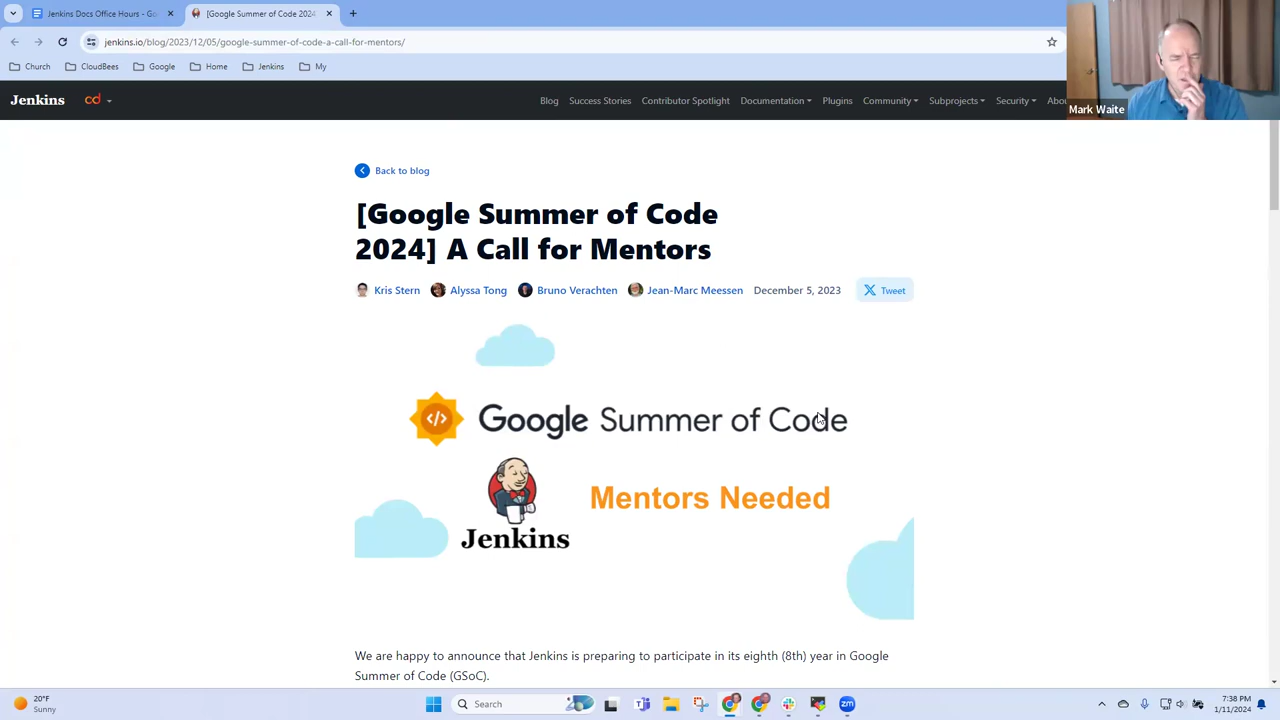 Jenkins Docs Office Hours - Go
[Google Summer of Code 2024
jenkins.io/blog/2023/12/05/google-summer-of-code-a-call-for-mentors/
Church
CloudBees
Google
Home
Jenkins
My
Mark Waite
Jenkins
cd
Blog
Success Stories
Contributor Spotlight
Documentation
Plugins
Community
Subprojects
Security
Abou
Back to blog
[Google Summer of Code
2024] A Call for Mentors
Kris Stern
Alyssa Tong
Bruno Verachten
Jean-Marc Meessen
December 5, 2023
Tweet
</> Google Summer of Code
Mentors Needed
Jenkins
We are happy to announce that Jenkins is preparing to participate in its eighth (8th) year in Google
Summer of Code (GSoC).
20°F
Sunny
Search
zm
7:38 PM
1/11/2024